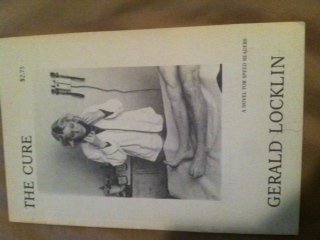 THE CURE
$2.75
A NOVEL FOR SPEED READERS
GERALD LOCKLIN